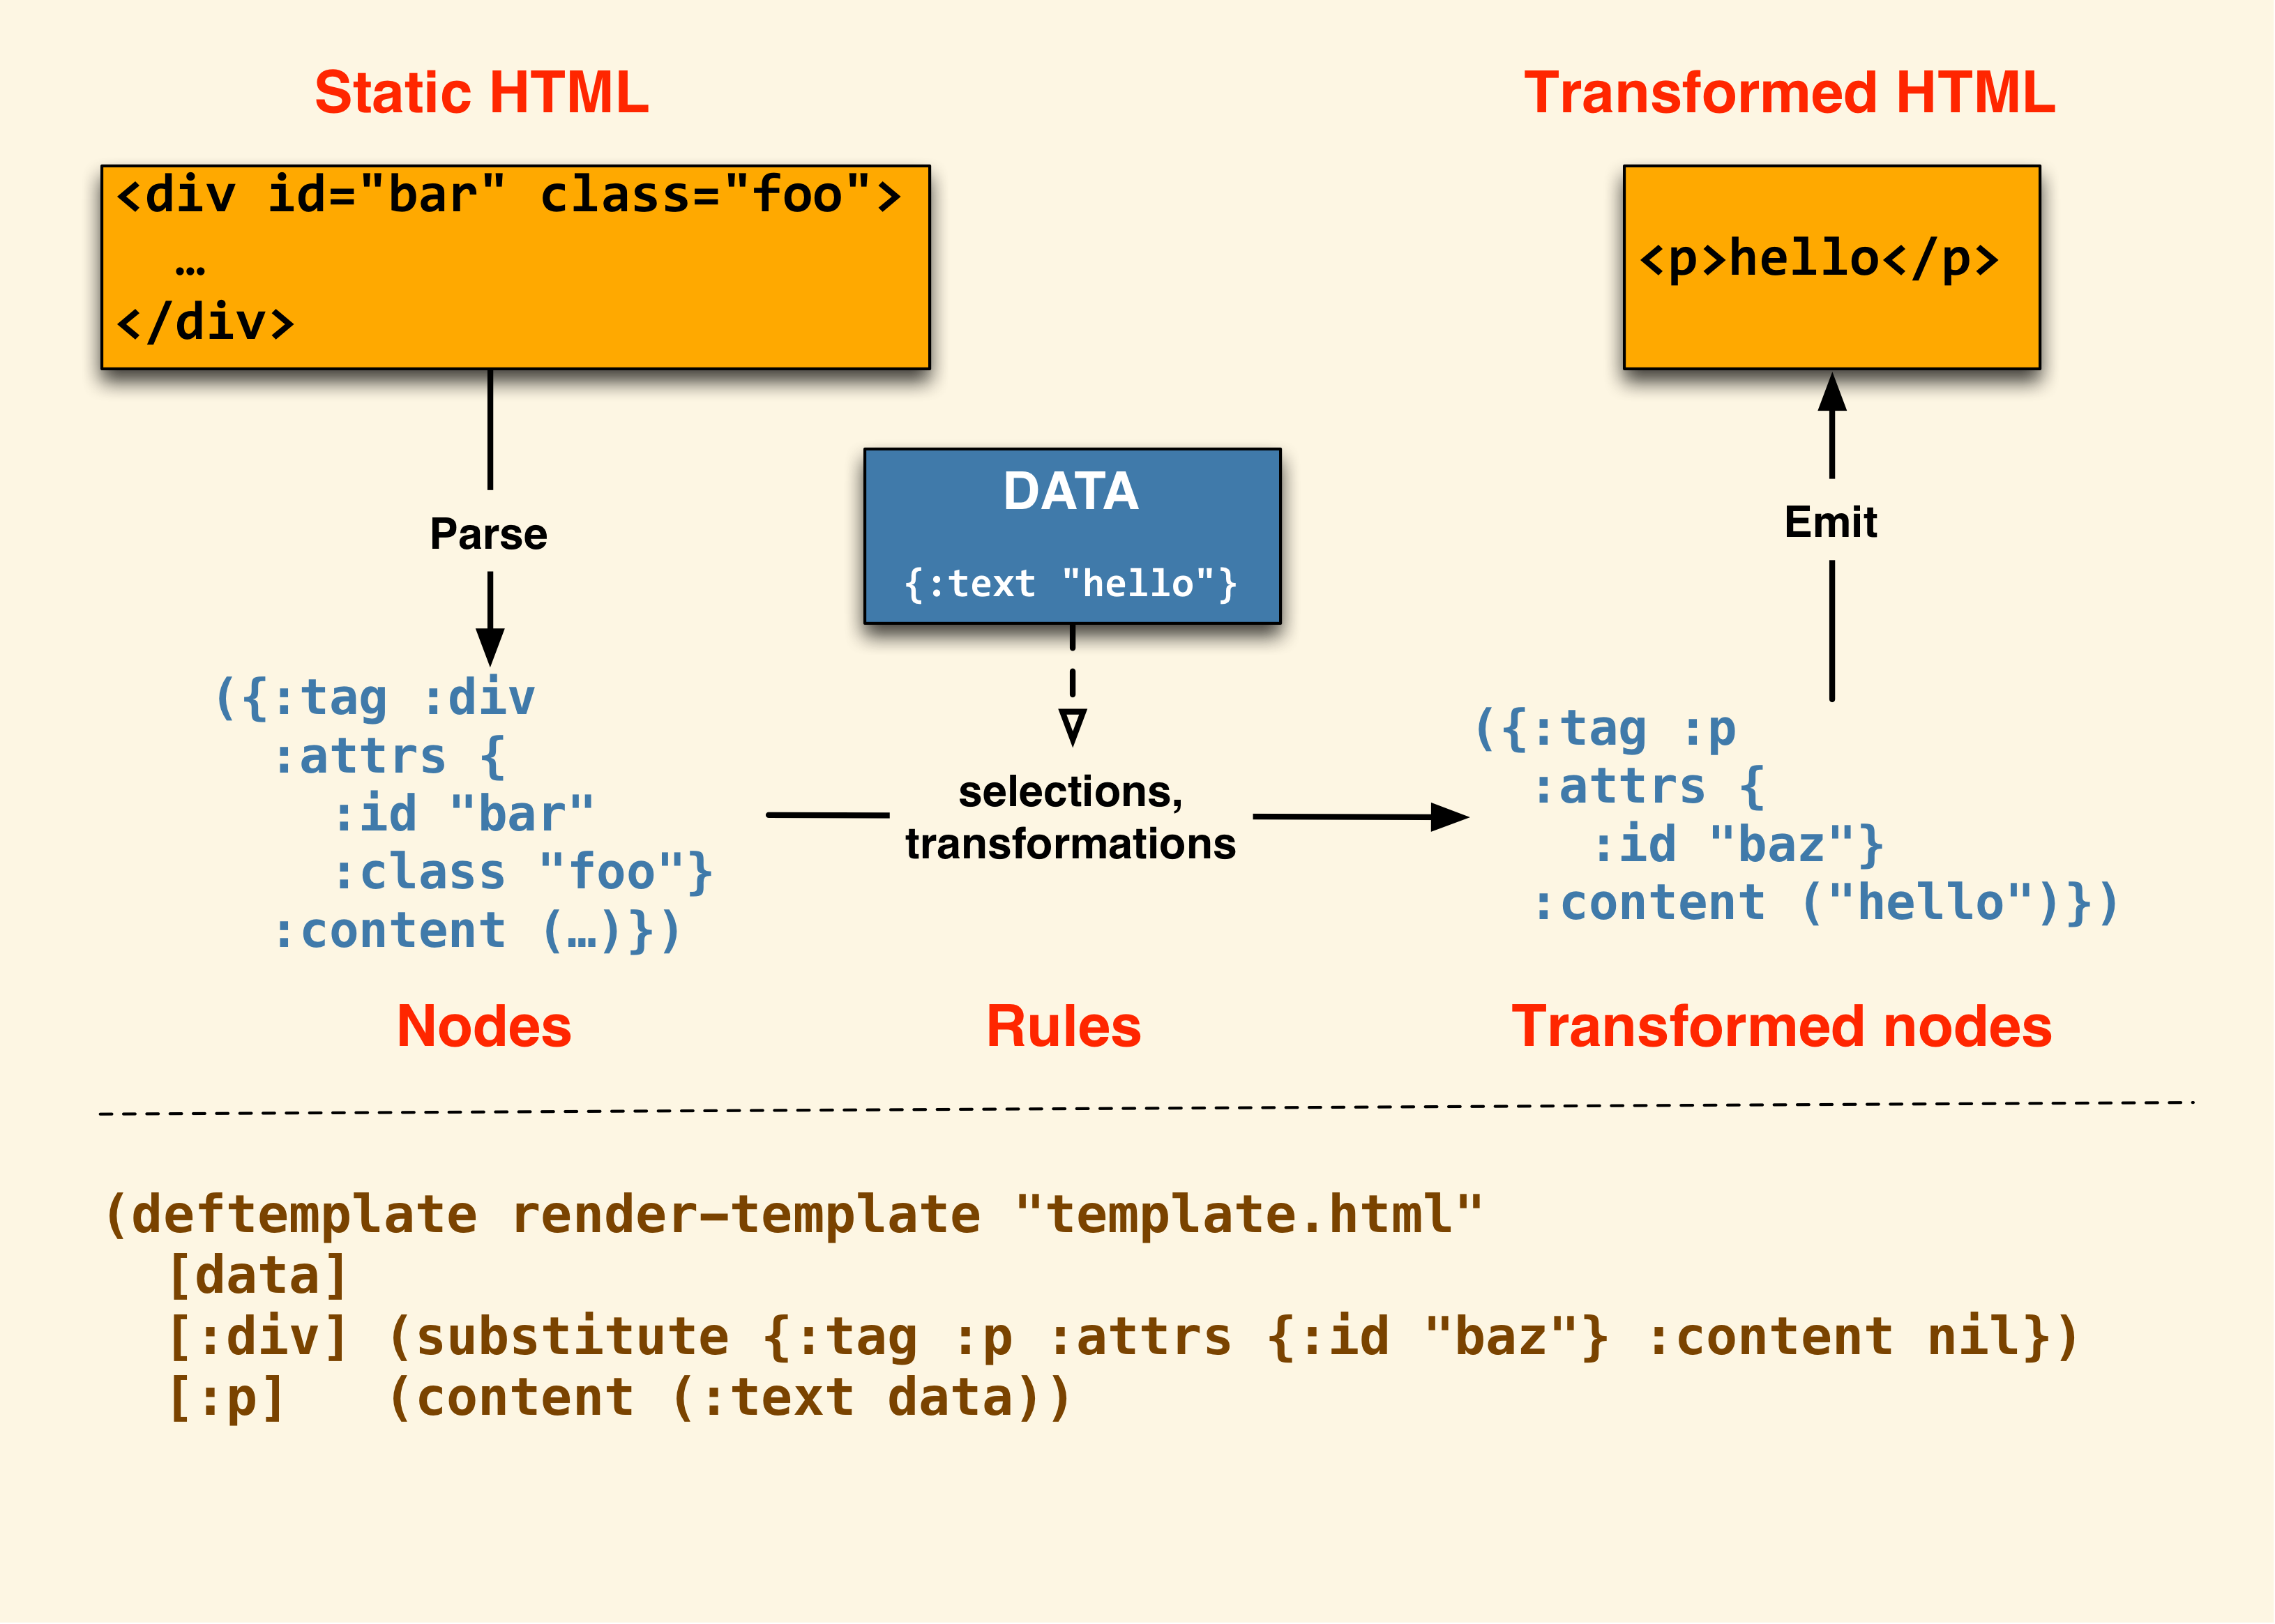 Static HTML
<div id="bar" class="foo">
…
</div>
Parse
({:tag :div
:attrs {
:id "bar"
:class "foo"}
:content (…)})
Nodes
DATA
{:text "hello"}
selections,
transformations
Rules
Transformed HTML
<p>hello</p>
Emit
({:tag :p
:attrs {
:id "baz"}
:content ("hello")})
Transformed nodes
(deftemplate render-template "template.html"
[data]
[:div] (substitute {:tag :p :attrs {:id "baz"} :content nil})
[:p] (content (:text data))